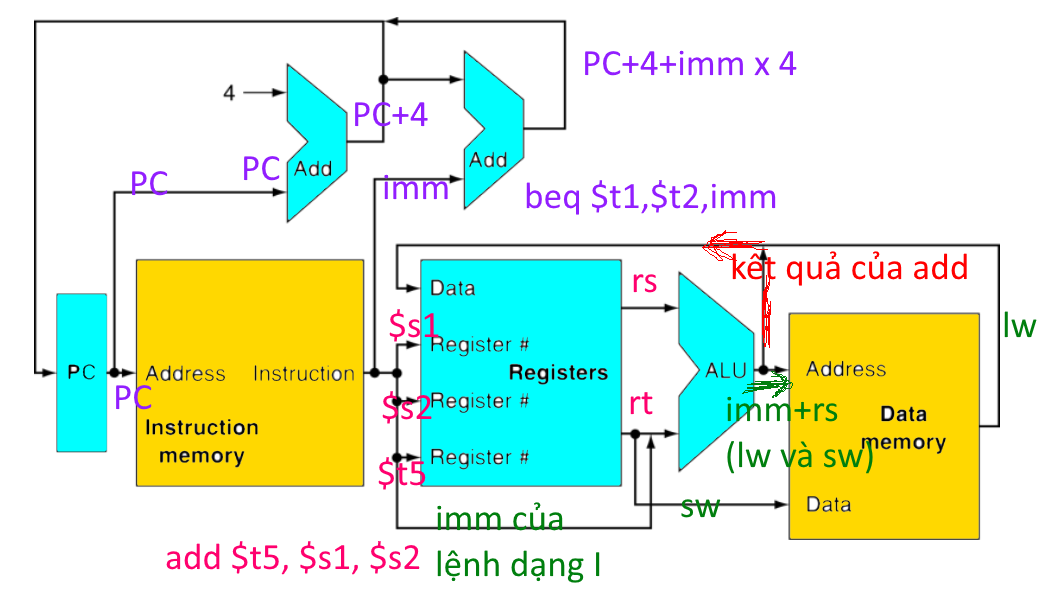 PC+4+imm x 4
4
PC+4
PC
PC
Add
Add
imm
beq $t1,$t2,imm
kết quả của add
rs
Data
lw
$s1
Register #
PC
Address
Instruction
Registers
ALU
Address
PC
$s2
Register #
rt
imm+rs
Data
memory
Instruction
memory
(lw và sw)
$t5
Register #
sw
Data
imm của
lệnh dạng I
add $t5, $s1, $s2